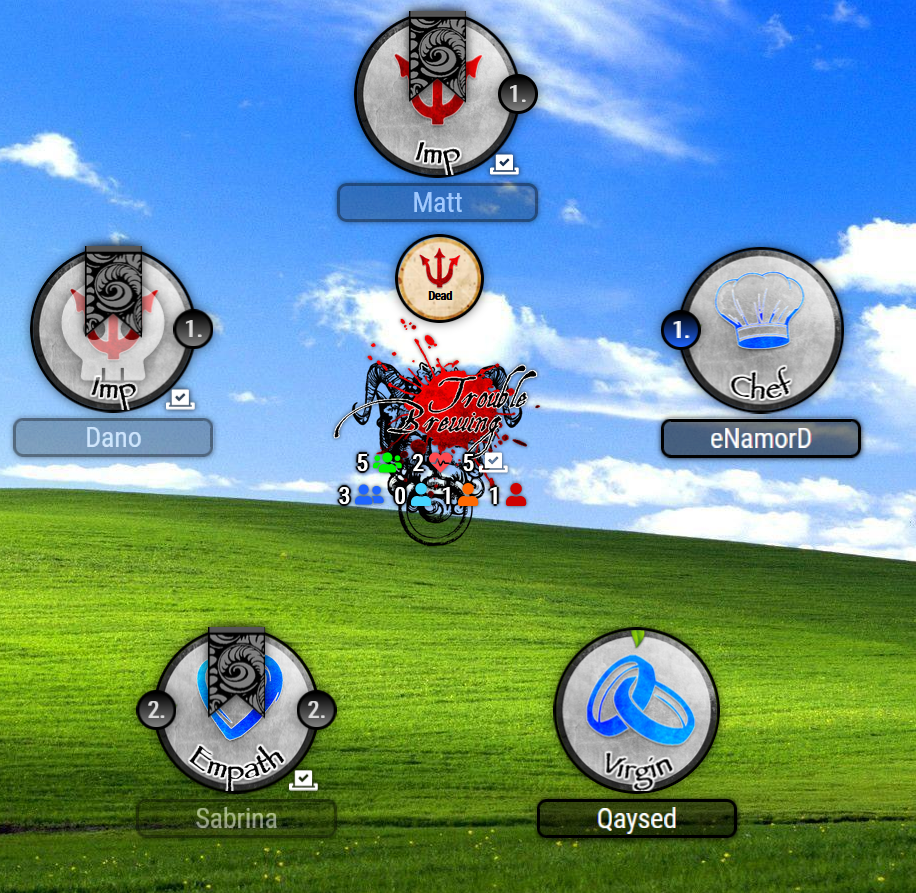 Imp
1.
Matt
Dead
Imp
1.
Dano
1.
Chef
eNamorD
Trouble
Brewing
5 2 5
3 0 1 1
2.
Empath
2.
Sabrina
Virgin
Qaysed